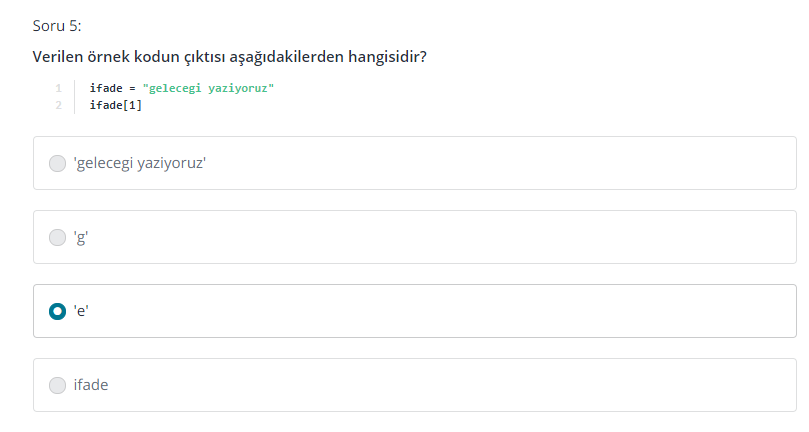 Soru 5:
Verilen örnek kodun çıktısı aşağıdakilerden hangisidir?
1 ifade = "gelecegi yaziyoruz"
2 ifade[1]
'gelecegi yaziyoruz'
'g'
'e'
ifade